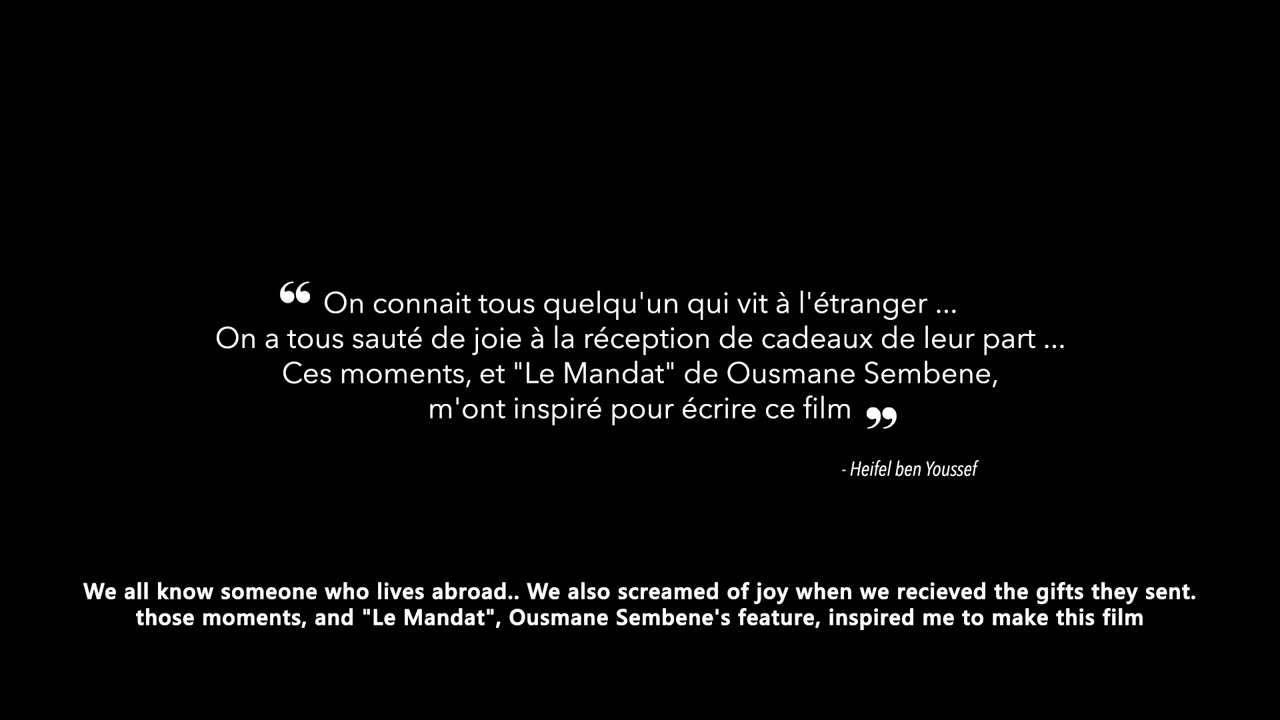 “ On connait tous quelqu'un qui vit à l'étranger ...
On a tous sauté de joie à la réception de cadeaux de leur part ...
Ces moments, et "Le Mandat" de Ousmane Sembene,
m'ont inspiré pour écrire ce film ”
- Heifel ben Youssef
We all know someone who lives abroad.. We also screamed of joy when we recieved the gifts they sent.
those moments, and "Le Mandat", Ousmane Sembene's feature, inspired me to make this film